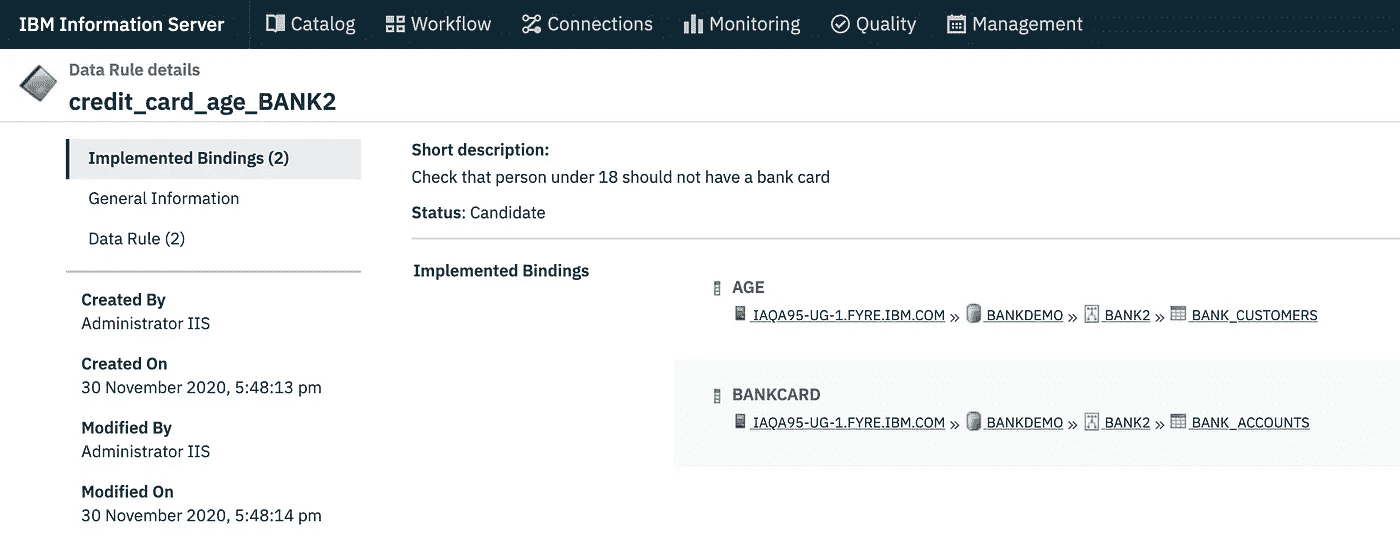 IBM Information Server Catalog Workflow Connections Monitoring Quality Management
Data Rule details
credit_card_age_BANK2
Implemented Bindings (2)
General Information
Data Rule (2)
Created By
Administrator IIS
Created On
30 November 2020, 5:48:13 pm
Modified By
Administrator IIS
Modified On
30 November 2020, 5:48:14 pm
Short description:
Check that person under 18 should not have a bank card
Status: Candidate
Implemented Bindings
AGE
IAQA95-UG-1.FYRE.IBM.COM » BANKDEMO » BANK2 » BANK_CUSTOMERS
BANKCARD
IAQA95-UG-1.FYRE.IBM.COM » BANKDEMO » BANK2 » BANK_ACCOUNTS